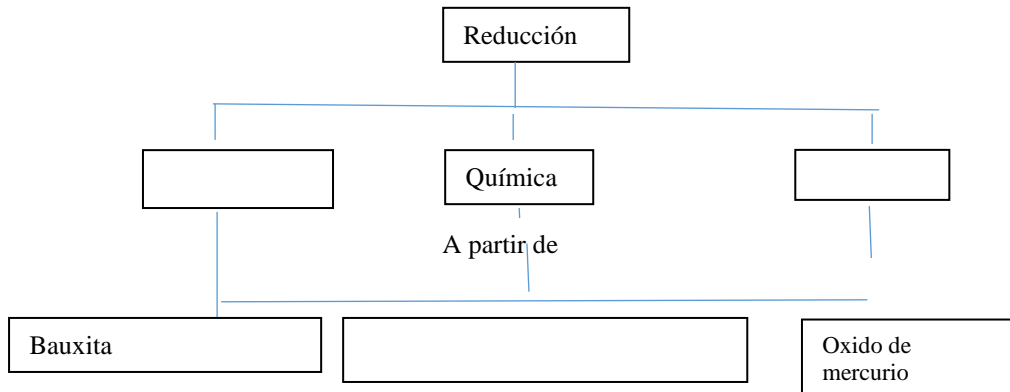 Reducción
Química
A partir de
Bauxita
Oxido de
mercurio